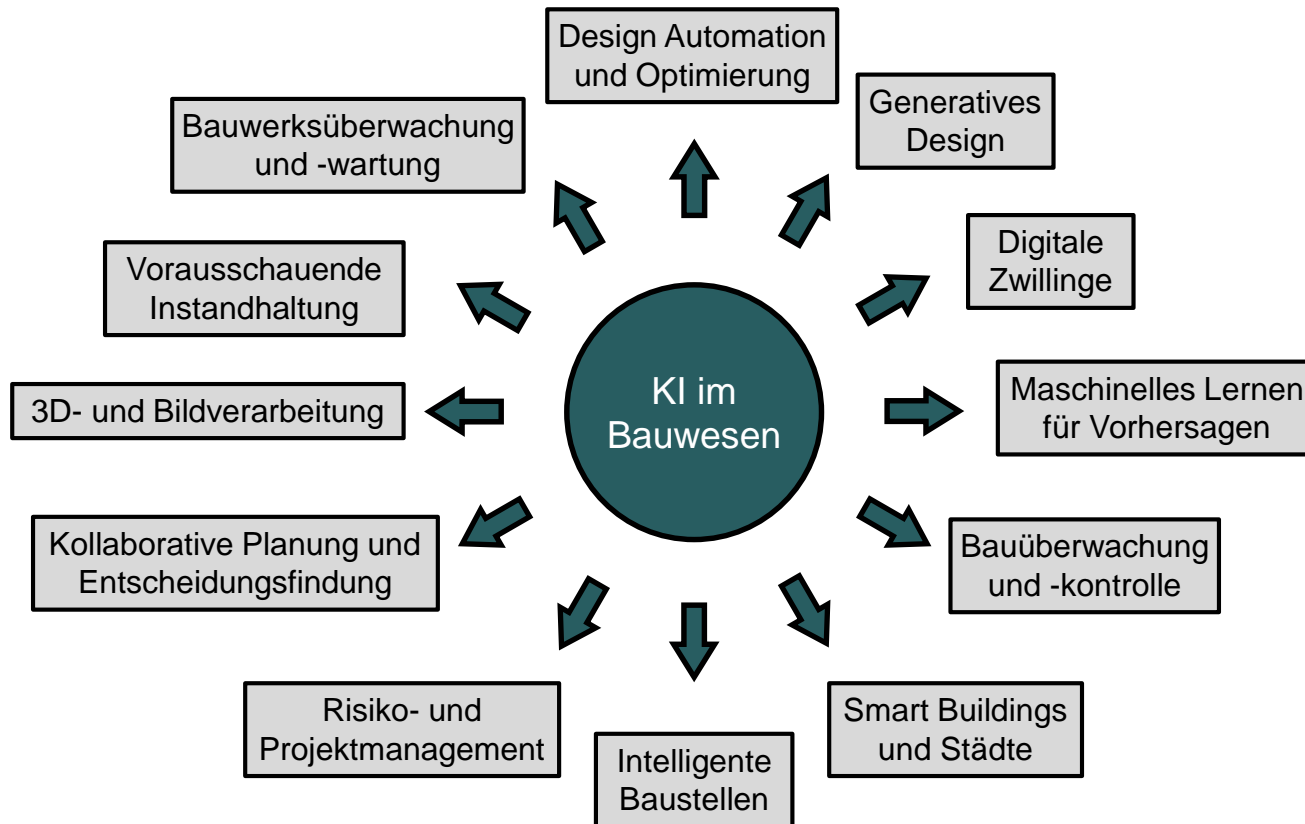 Design Automation
und Optimierung
Generatives
Design
Digitale
Zwillinge
Maschinelles Lernen
für Vorhersagen
Bauüberwachung
und -kontrolle
Smart Buildings
und Städte
Intelligente
Baustellen
Risiko- und
Projektmanagement
Kollaborative Planung und
Entscheidungsfindung
3D- und Bildverarbeitung
Vorausschauende
Instandhaltung
Bauwerksüberwachung
und -wartung
KI im
Bauwesen